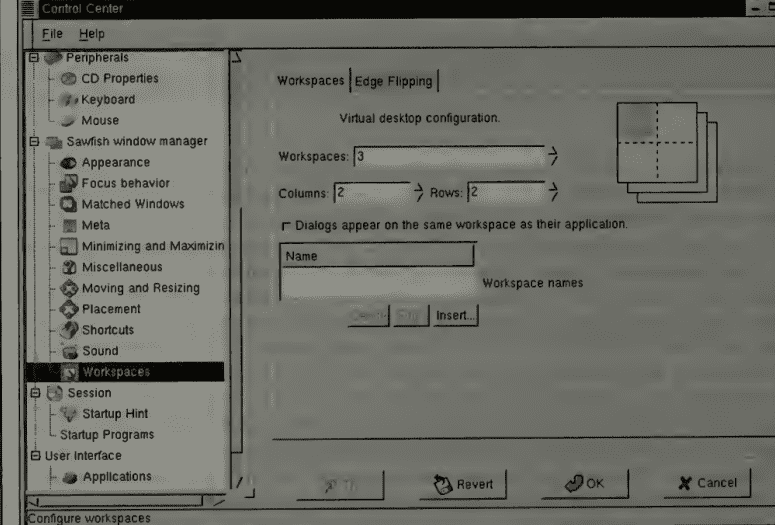 Control Center
File Help
Peripherals
CD Properties
Keyboard
Mouse
Sawfish window manager
Appearance
Focus behavior
Matched Windows
Meta
Minimizing and Maximizin
Miscellaneous
Moving and Resizing
Placement
Shortcuts
Sound
Workspaces
Session
Startup Hint
Startup Programs
User Interface
Applications
Workspaces Edge Flipping
Virtual desktop configuration.
Workspaces: 3
Columns: 2 Rows: 2
Dialogs appear on the same workspace as their application.
Name
Workspace names
Insert...
Revert OK Cancel
Configure workspaces